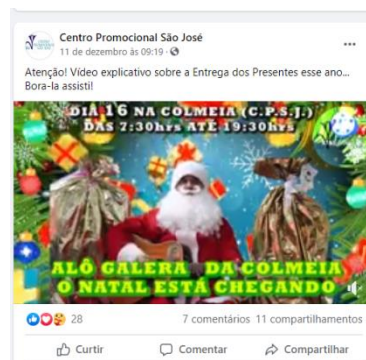 Centro Promocional São José
11 de dezembro às 09:19 ·
Atenção! Vídeo explicativo sobre a Entrega dos Presentes esse ano...
Bora-la assisti!
DIA 16 NA COLMEIA (C.P.S.J.)
DAS 7:30hrs ATÉ 19:30hrs
ALÔ GALERA DA COLMEIA
O NATAL ESTÁ CHEGANDO
28 7 comentários 11 compartilhamentos
Curtir Comentar Compartilhar